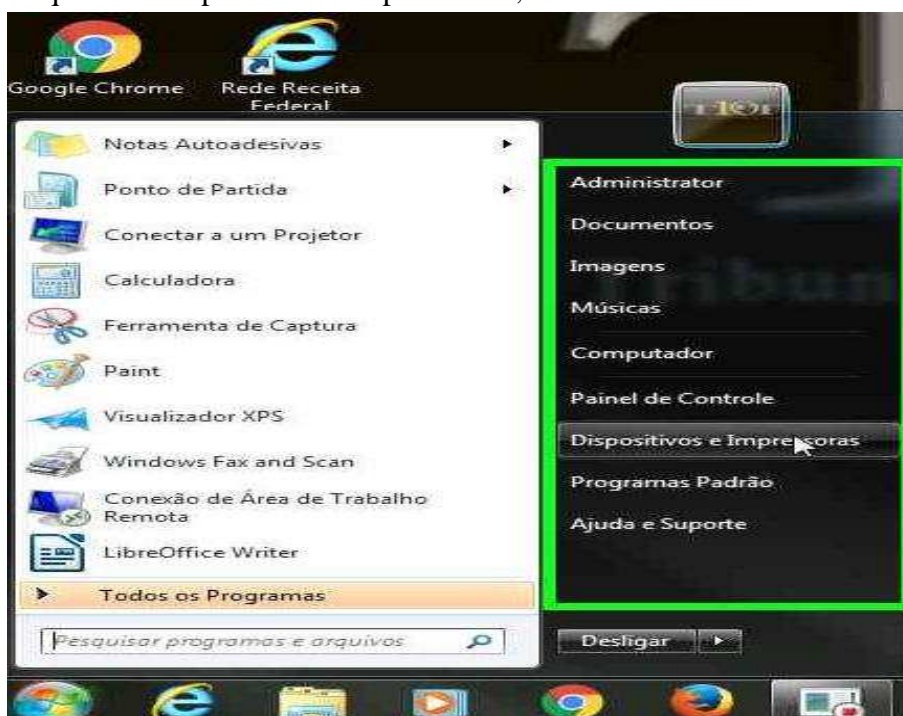 Google Chrome
Rede Receita
Federal
Notas Autoadesivas
Ponto de Partida
Conectar a um Projetor
Calculadora
Ferramenta de Captura
Paint
Visualizador XPS
Windows Fax and Scan
Conexão de Área de Trabalho
Remota
LibreOffice Writer
Todos os Programas
Pesquisar programas e arquivos
Administrator
Documentos
Imagens
Músicas
Computador
Painel de Controle
Dispositivos e Impressoras
Programas Padrão
Ajuda e Suporte
Desligar